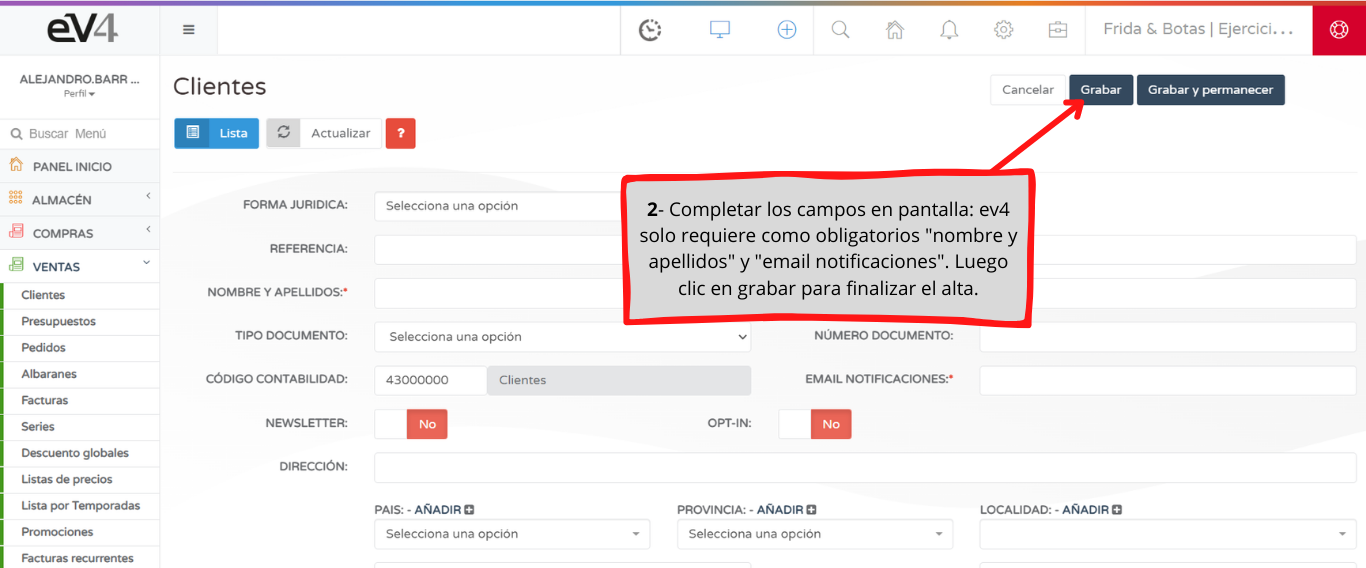 eV4
Frida & Botas | Ejercici...
ALEJANDRO.BARR ...
Perfil
Buscar Menú
PANEL INICIO
ALMACÉN
COMPRAS
VENTAS
Clientes
Presupuestos
Pedidos
Albaranes
Facturas
Series
Descuento globales
Listas de precios
Lista por Temporadas
Promociones
Facturas recurrentes
Clientes
Cancelar
Grabar
Grabar y permanecer
Lista
Actualizar
?
2- Completar los campos en pantalla: ev4
solo requiere como obligatorios "nombre y
apellidos" y "email notificaciones". Luego
clic en grabar para finalizar el alta.
FORMA JURIDICA: Selecciona una opción
REFERENCIA:
NOMBRE Y APELLIDOS:*
TIPO DOCUMENTO: Selecciona una opción NÚMERO DOCUMENTO:
CÓDIGO CONTABILIDAD: 43000000 Clientes EMAIL NOTIFICACIONES:*
NEWSLETTER: No OPT-IN: No
DIRECCIÓN:
PAIS: - AÑADIR PROVINCIA: - AÑADIR LOCALIDAD: - AÑADIR
Selecciona una opción Selecciona una opción